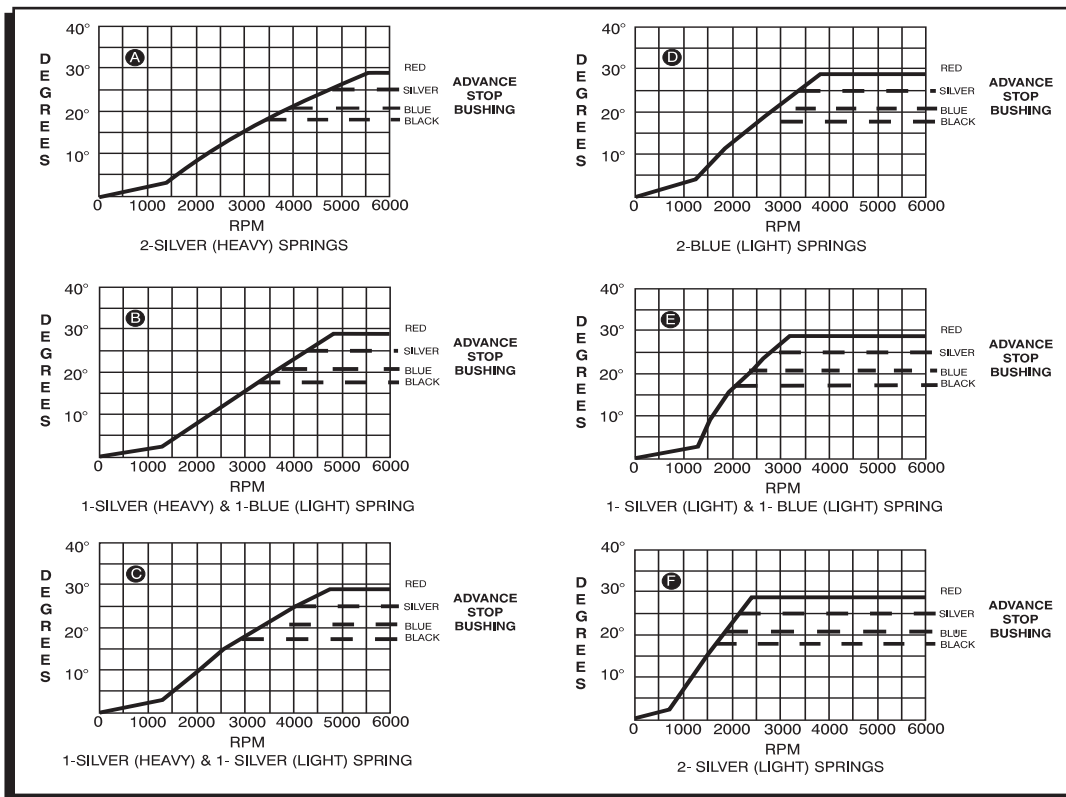 A
DEGREES
40°
30°
20°
10°
RED
SILVER
BLUE
BLACK
ADVANCE
STOP
BUSHING
0 1000 2000 3000 4000 5000 6000
RPM
2-SILVER (HEAVY) SPRINGS
D
DEGREES
40°
30°
20°
10°
RED
SILVER
BLUE
BLACK
ADVANCE
STOP
BUSHING
0 1000 2000 3000 4000 5000 6000
RPM
2-BLUE (LIGHT) SPRINGS
B
DEGREES
40°
30°
20°
10°
RED
SILVER
BLUE
BLACK
ADVANCE
STOP
BUSHING
0 1000 2000 3000 4000 5000 6000
RPM
1-SILVER (HEAVY) & 1-BLUE (LIGHT) SPRING
E
DEGREES
40°
30°
20°
10°
RED
SILVER
BLUE
BLACK
ADVANCE
STOP
BUSHING
0 1000 2000 3000 4000 5000 6000
RPM
1- SILVER (LIGHT) & 1- BLUE (LIGHT) SPRING
C
DEGREES
40°
30°
20°
10°
RED
SILVER
BLUE
BLACK
ADVANCE
STOP
BUSHING
0 1000 2000 3000 4000 5000 6000
RPM
1-SILVER (HEAVY) & 1- SILVER (LIGHT) SPRING
F
DEGREES
40°
30°
20°
10°
RED
SILVER
BLUE
BLACK
ADVANCE
STOP
BUSHING
0 1000 2000 3000 4000 5000 6000
RPM
2- SILVER (LIGHT) SPRINGS